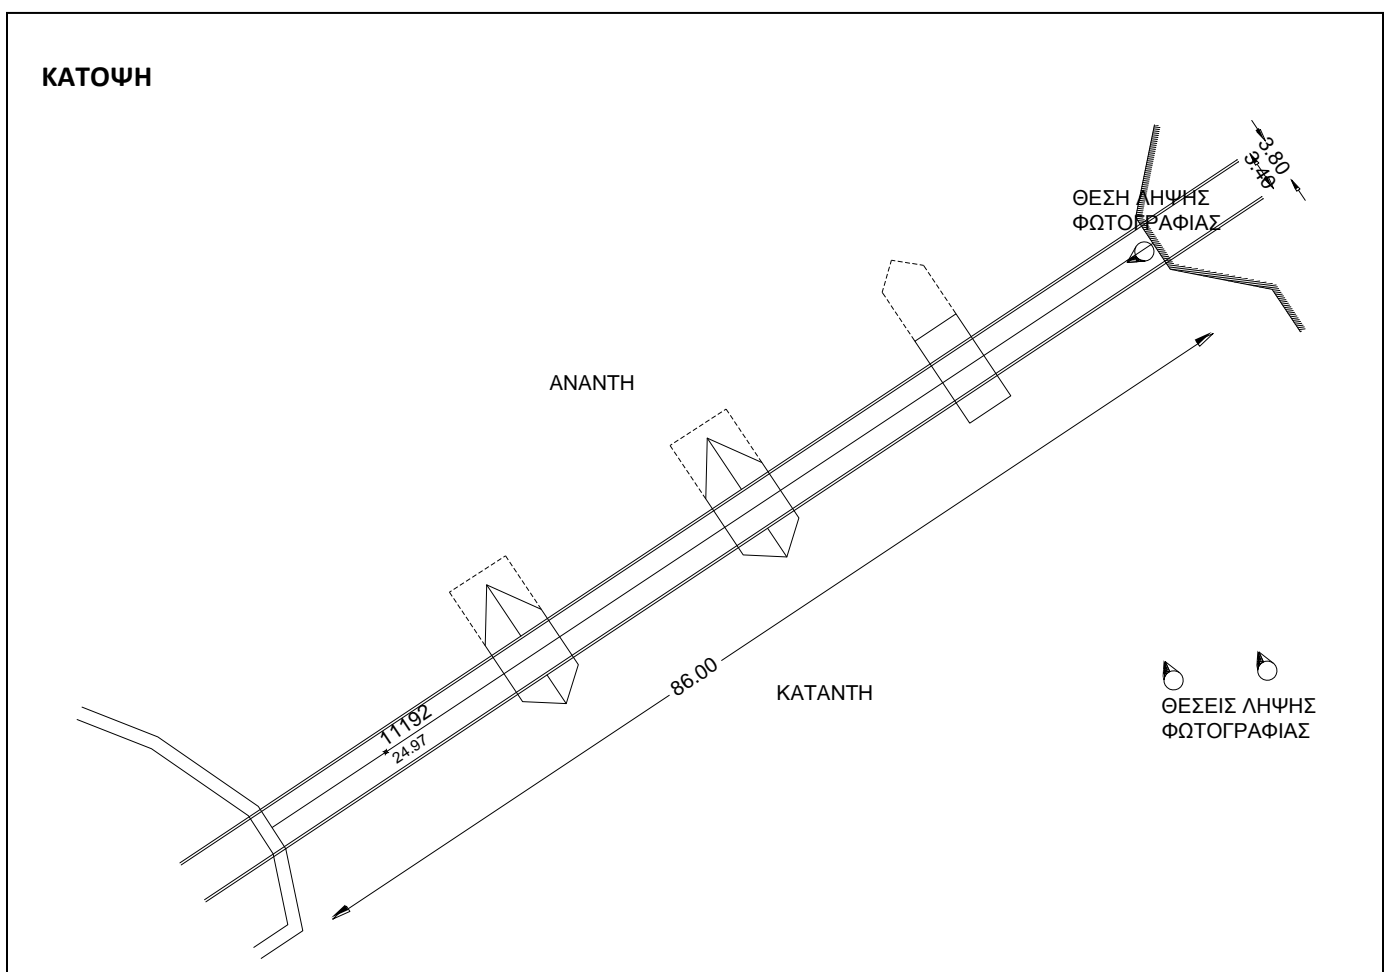 ΚΑΤΟΨΗ
3.80
3.40
ΘΕΣΗ ΛΗΨΗΣ
ΦΩΤΟΓΡΑΦΙΑΣ
ΑΝΑΝΤΗ
86.00
ΚΑΤΑΝΤΗ
11192
24.97
ΘΕΣΕΙΣ ΛΗΨΗΣ
ΦΩΤΟΓΡΑΦΙΑΣ